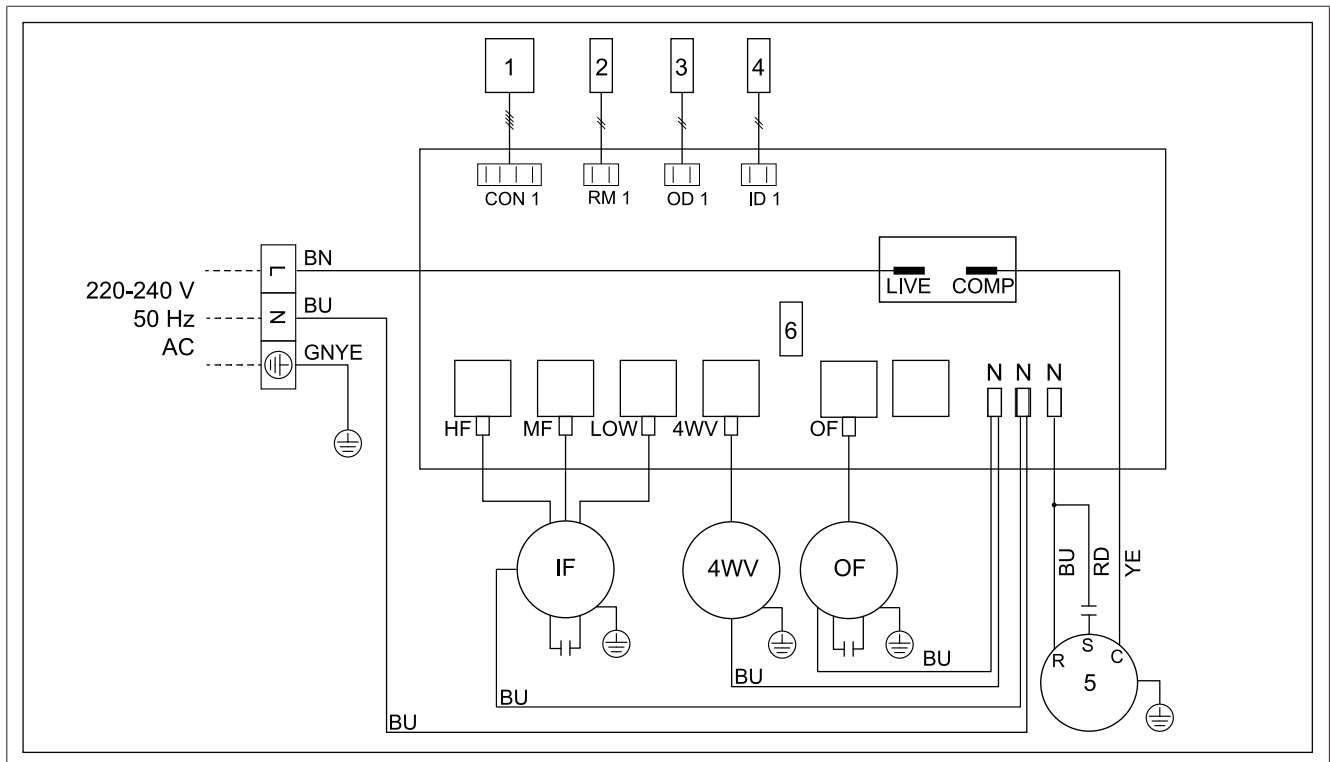 1
2
3
4
CON 1
RM 1
OD 1
ID 1
220-240 V
50 Hz
AC
L
N
BN
BU
GNYE
LIVE
COMP
6
HF
MF
LOW
4WV
OF
N N N
IF
4WV
OF
BU
RD
YE
R
S
C
5
BU
BU
BU
BU